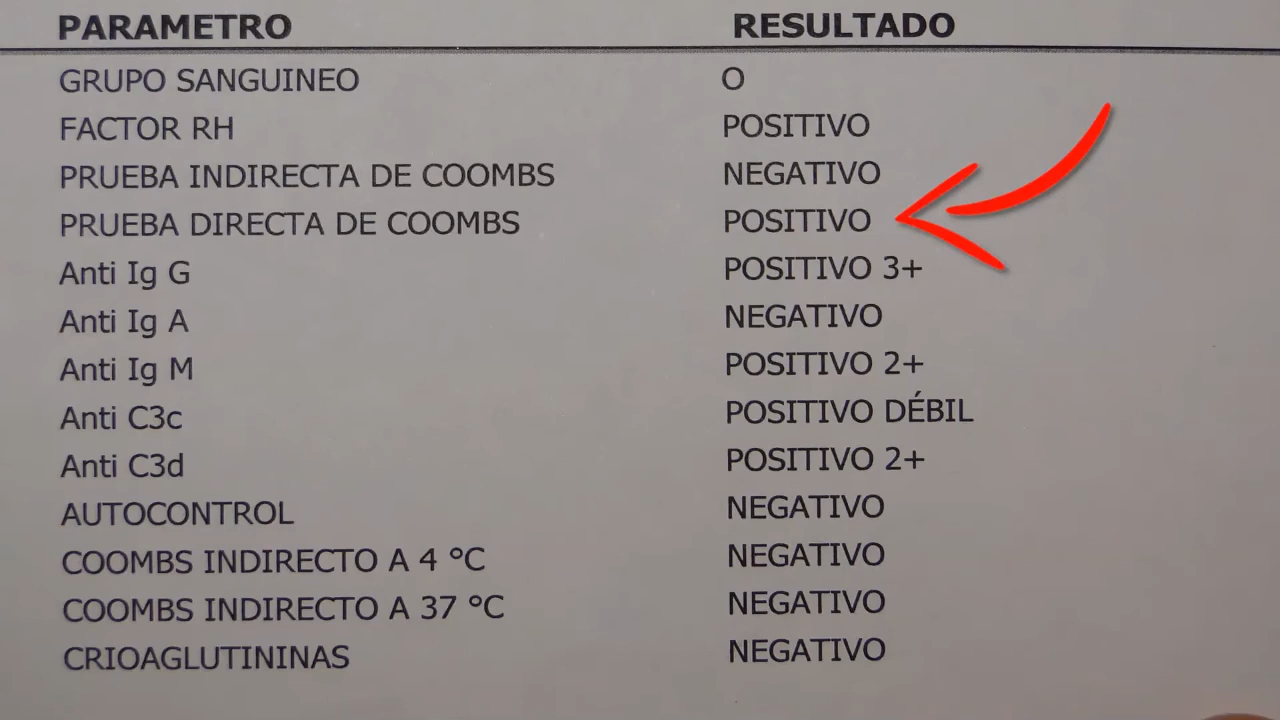 PARAMETRO RESULTADO
GRUPO SANGUINEO O
FACTOR RH POSITIVO
PRUEBA INDIRECTA DE COOMBS NEGATIVO
PRUEBA DIRECTA DE COOMBS POSITIVO
Anti Ig G POSITIVO 3+
Anti Ig A NEGATIVO
Anti Ig M POSITIVO 2+
Anti C3c POSITIVO DÉBIL
Anti C3d POSITIVO 2+
AUTOCONTROL NEGATIVO
COOMBS INDIRECTO A 4 °C NEGATIVO
COOMBS INDIRECTO A 37 °C NEGATIVO
CRIOAGLUTININAS NEGATIVO